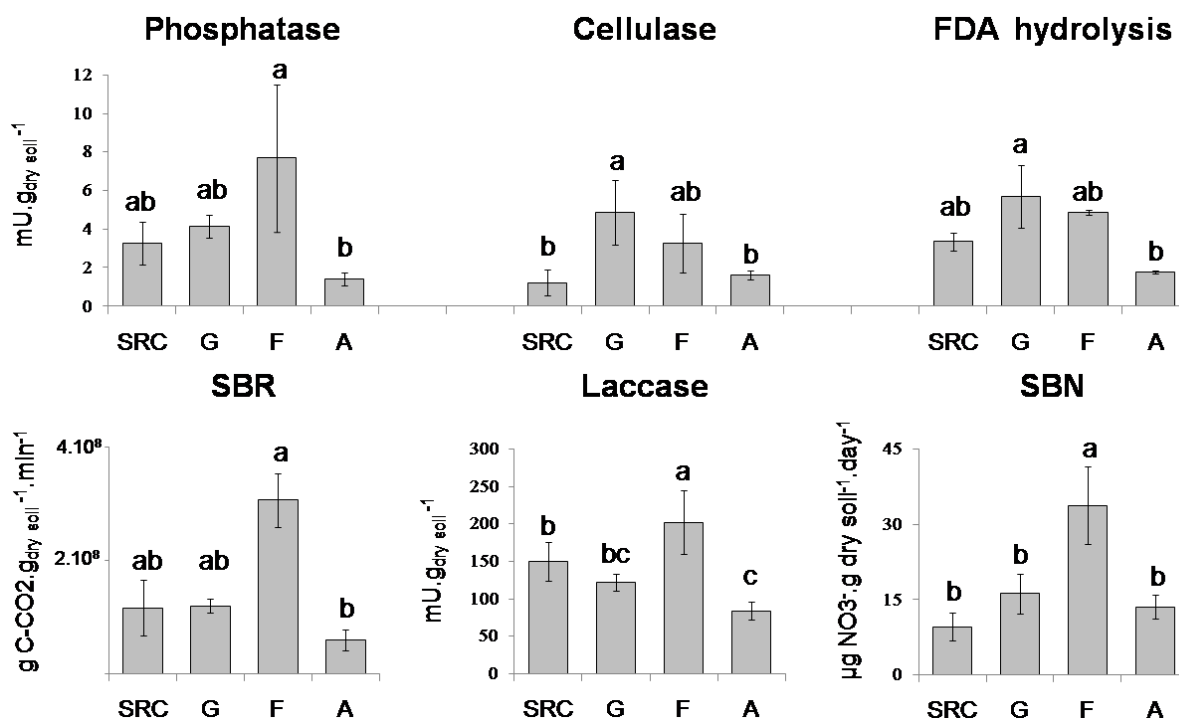 Phosphatase Cellulase FDA hydrolysis
12
10
8
6
4
2
0
mU.g dry soil -1
ab ab a b
b a ab b
ab a ab b
SRC G F A SRC G F A SRC G F A
SBR Laccase SBN
4.10⁸
2.10⁸
g C-CO2.g dry soil ⁻¹.min⁻¹
ab ab a b
SRC G F A
300
250
200
150
100
50
0
mU.g dry soil ⁻¹
b bc a c
SRC G F A
45
30
15
0
µg NO3-.g dry soil-1.day-1
b b a b
SRC G F A